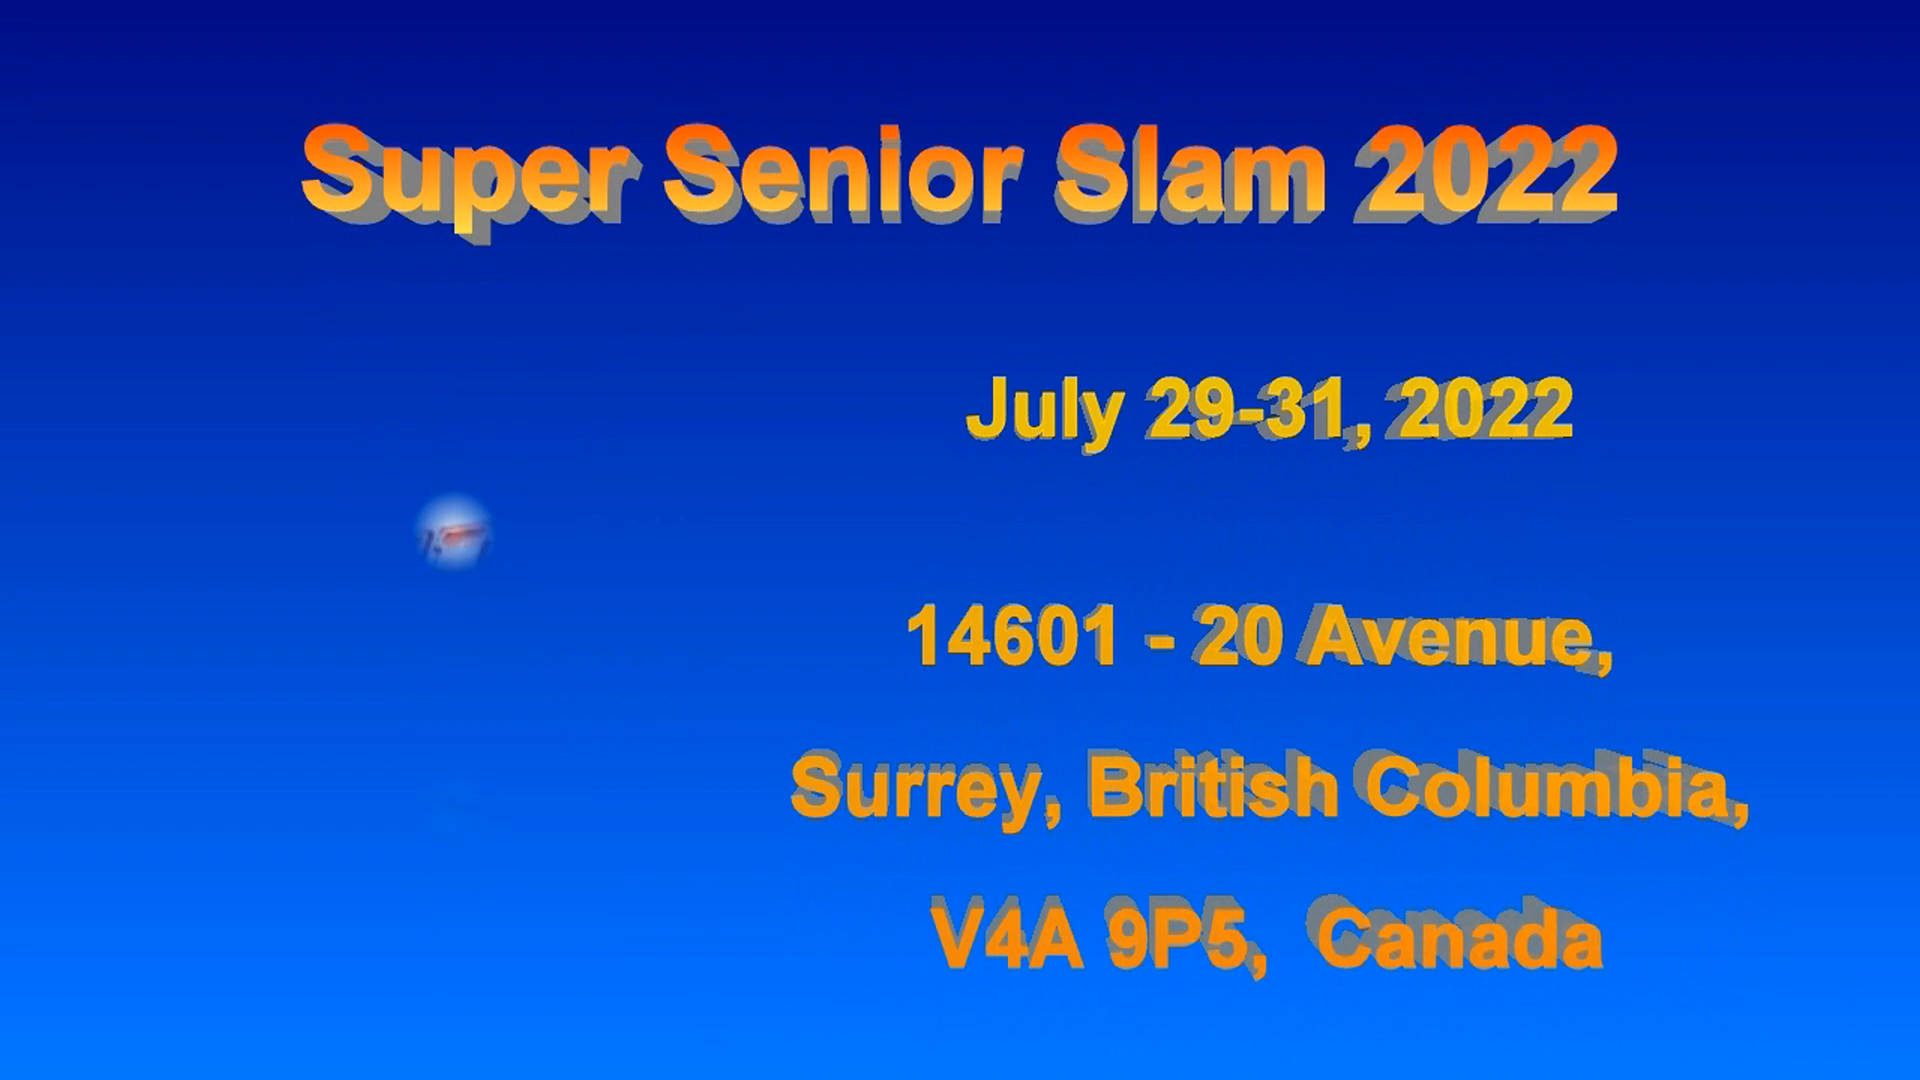 Super Senior Slam 2022
July 29-31, 2022
14601 - 20 Avenue,
Surrey, British Columbia,
V4A 9P5, Canada